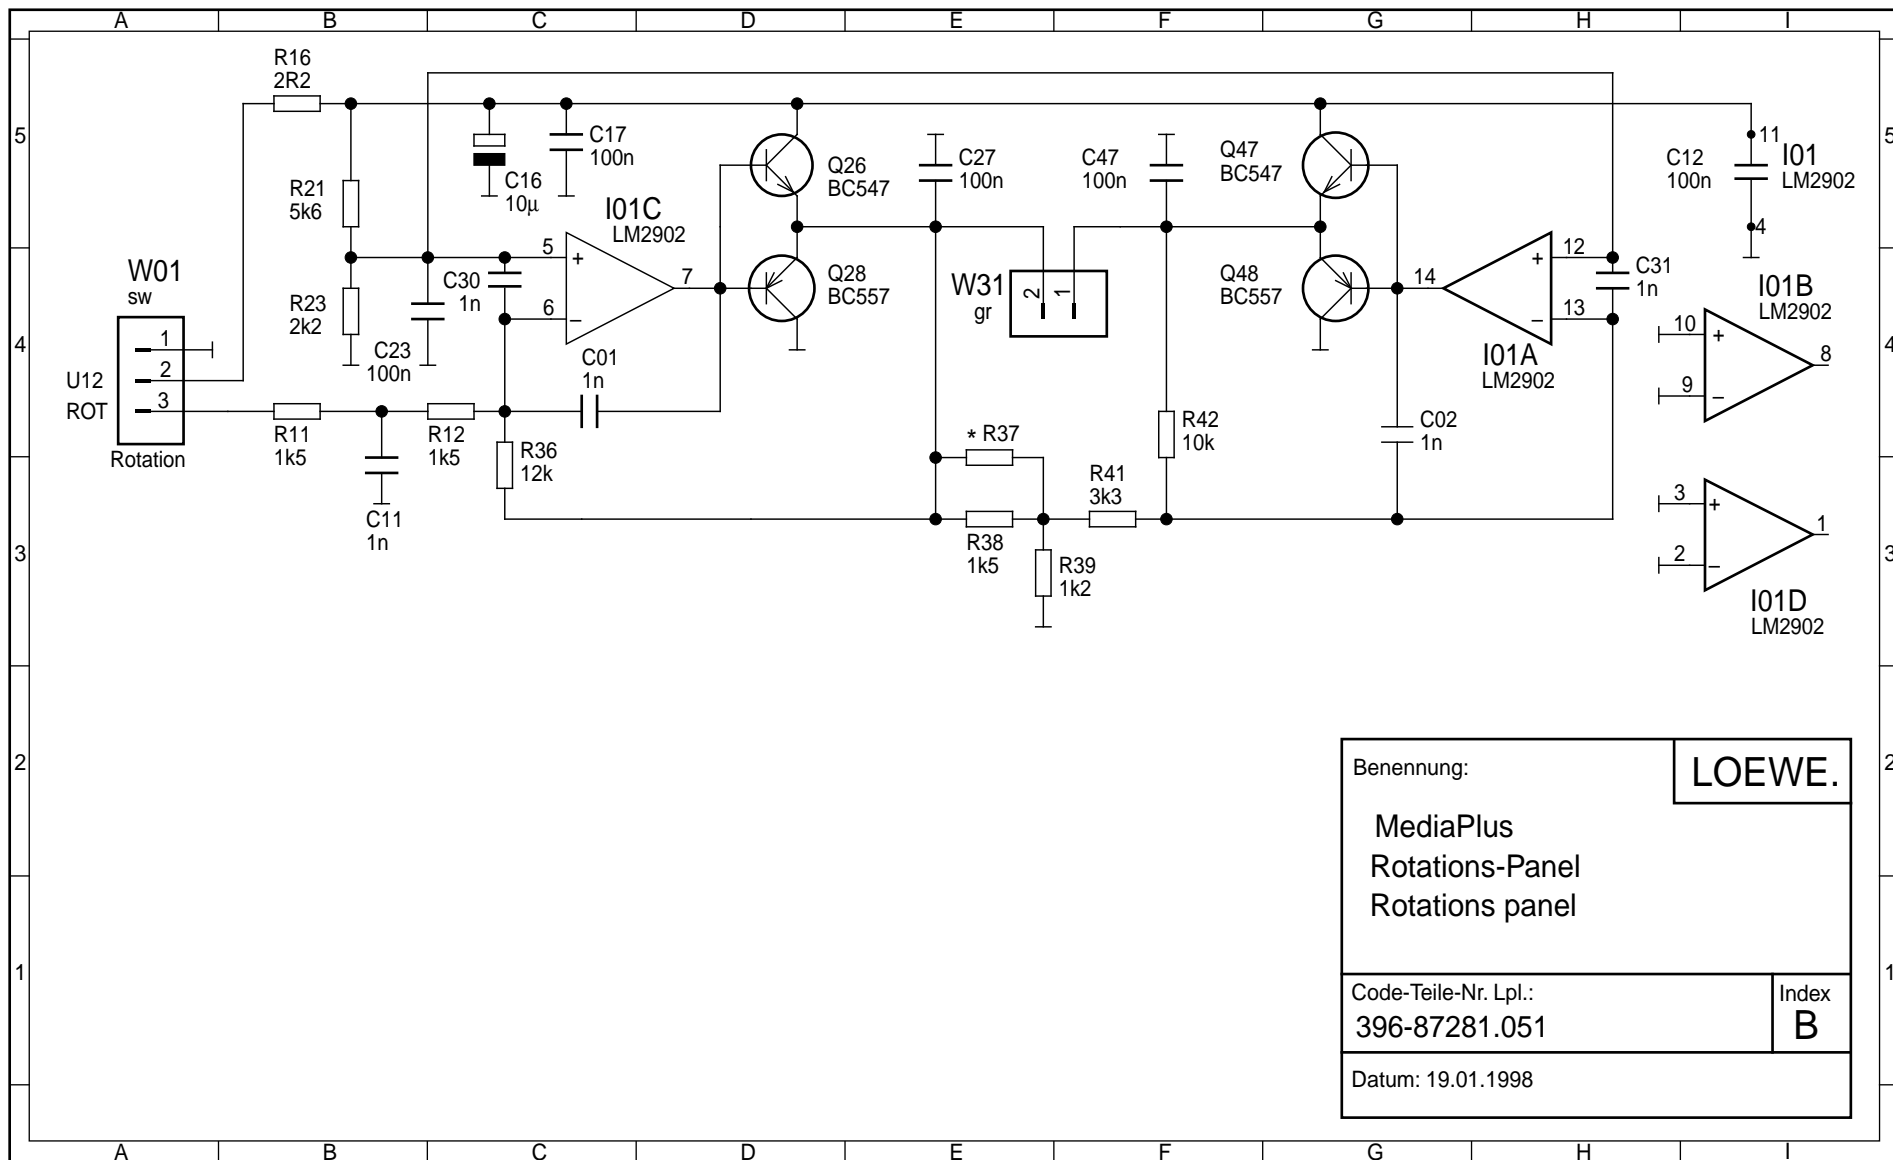 A B C D E F G H I
5 5
4 4
3 3
2 2
1 1
R16
2R2
R21
5k6
R23
2k2
C23
100n
C16
10µ
C17
100n
I01C
LM2902
5
+
6
–
7
C30
1n
C01
1n
Q26
BC547
Q28
BC557
C27
100n
C47
100n
W31
gr
2
1
Q47
BC547
Q48
BC557
14
I01A
LM2902
12
+
13
–
C31
1n
C12
100n
11
I01
LM2902
4
I01B
LM2902
10
+
9
–
8
3
+
2
–
1
I01D
LM2902
W01
sw
1
U12 2
ROT 3
Rotation
R11
1k5
C11
1n
R12
1k5
R36
12k
* R37
R38
1k5
R39
1k2
R41
3k3
R42
10k
C02
1n
Benennung:
LOEWE.
MediaPlus
Rotations-Panel
Rotations panel
Code-Teile-Nr. Lpl.:
396-87281.051
Index
B
Datum: 19.01.1998
A B C D E F G H I